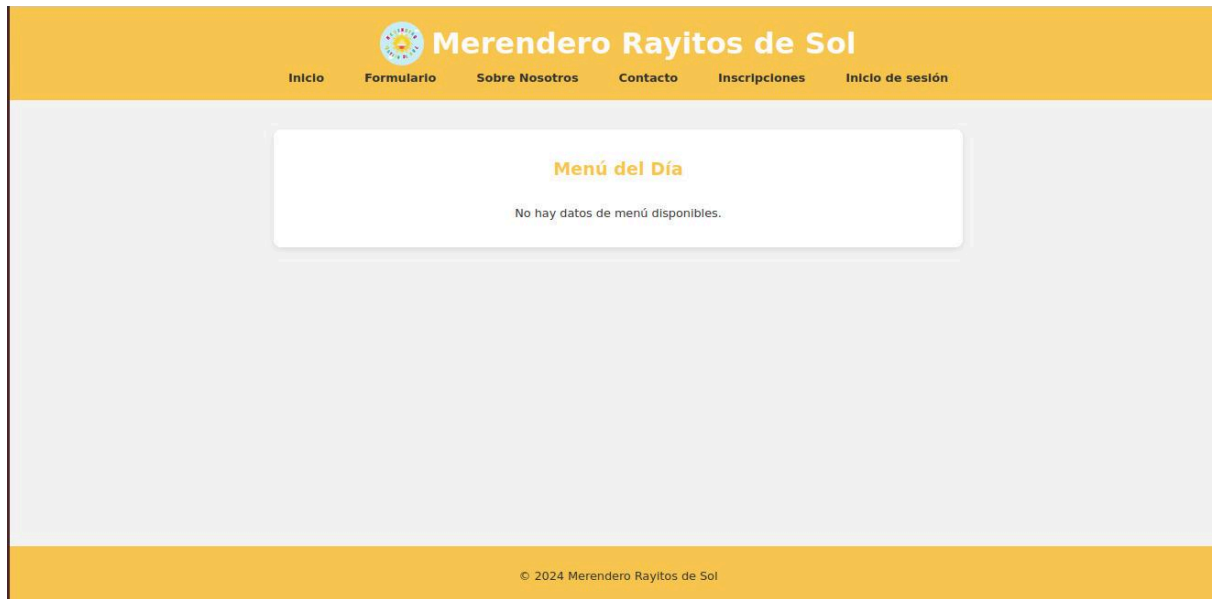 Merendero Rayitos de Sol
Inicio Formulario Sobre Nosotros Contacto Inscripciones Inicio de sesión
Menú del Día
No hay datos de menú disponibles.
© 2024 Merendero Rayitos de Sol